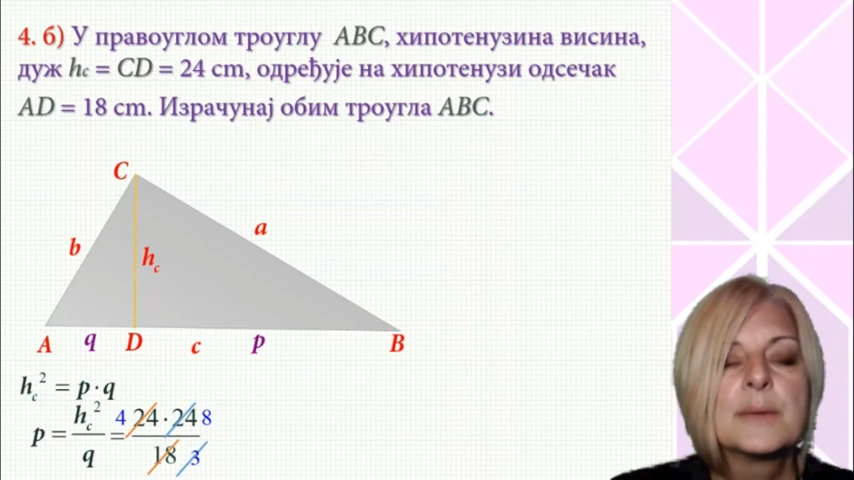 4. б) У правоуглом троуглу ABC, хипотенузина висина,
дуж hc = CD = 24 cm, одређује на хипотенузи одсечак
AD = 18 cm. Израчунај обим троугла ABC.
C
b
a
hc
A q D c p B
hc² = p · q
p = hc² / q = 4 24 · 24 8 / 18 3